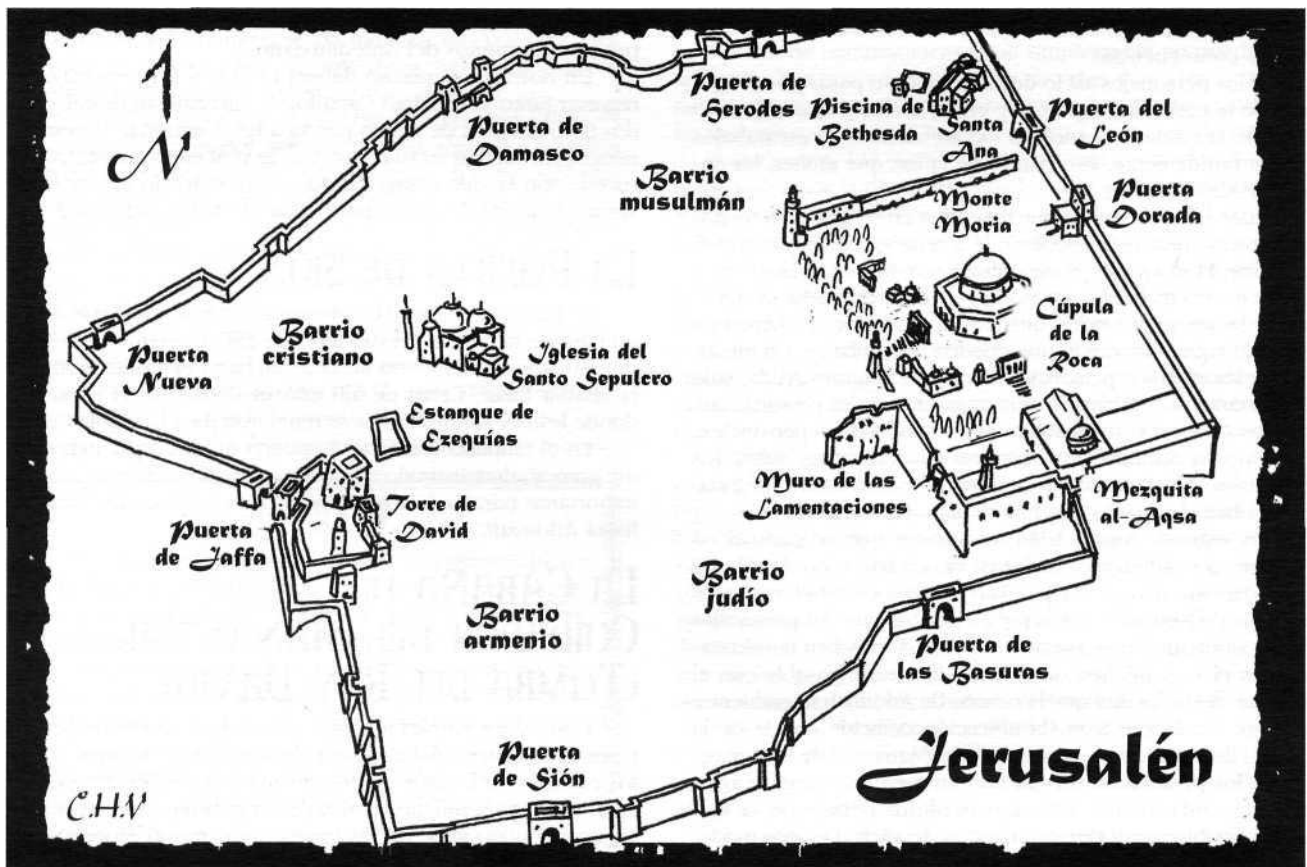 N
Puerta de
Damasco
Puerta de
Herodes
Piscina de
Bethesda
Santa
Ana
Puerta del
León
Barrio
musulmán
Monte
Moria
Puerta
Dorada
Puerta
Nueva
Barrio
cristiano
Iglesia del
Santo Sepulcro
Cúpula
de la
Roca
Estanque de
Ezequías
Torre de
David
Puerta
de Jaffa
Muro de las
Lamentaciones
Mezquita
al-Aqsa
Barrio
armenio
Barrio
judío
Puerta de
las Basuras
Puerta
de Sión
Jerusalén
C.H.N